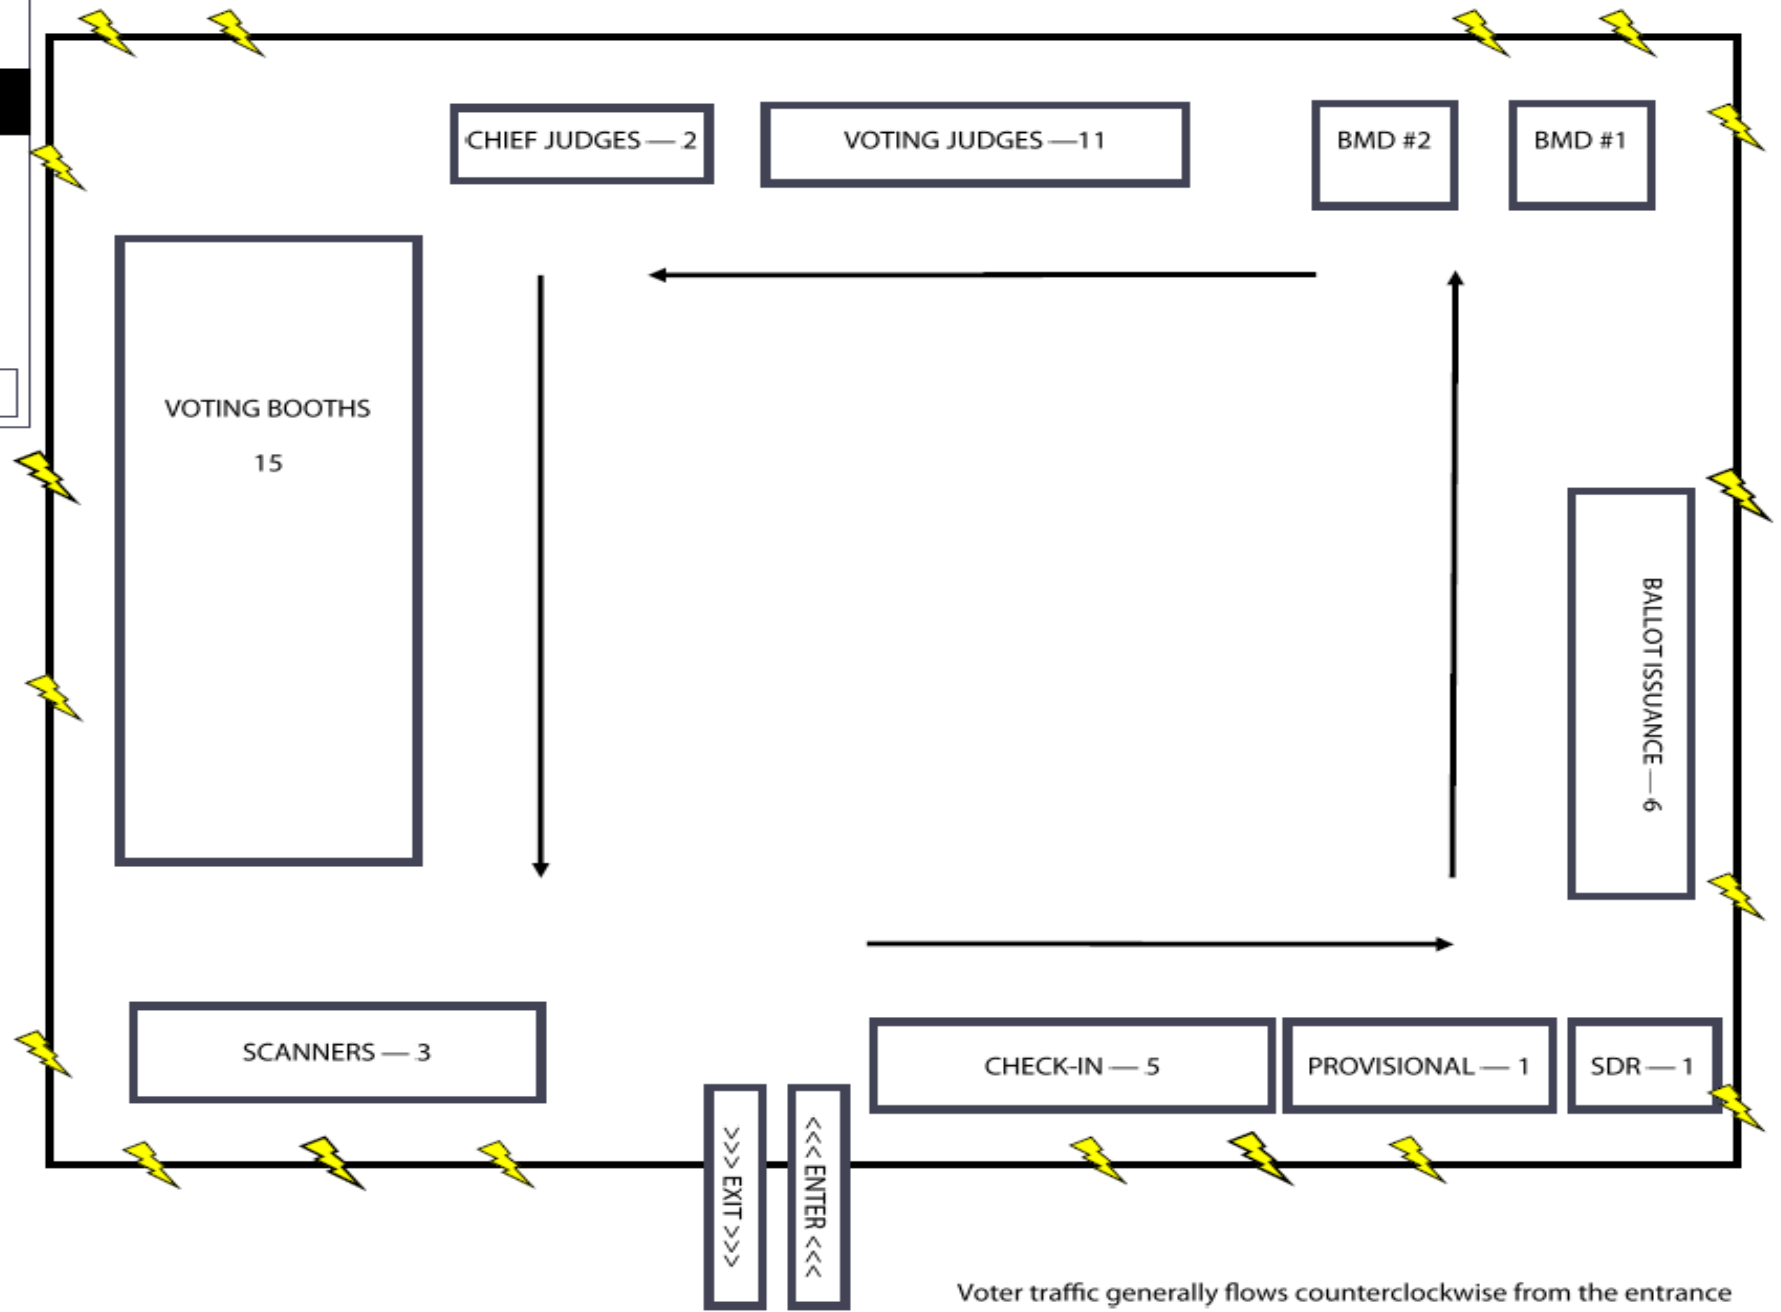 CHIEF JUDGES — 2
VOTING JUDGES —11
BMD #2
BMD #1
VOTING BOOTHS
15
BALLOT ISSUANCE — 6
SCANNERS — 3
CHECK-IN — 5
PROVISIONAL — 1
SDR — 1
>>> EXIT >>>
<<< ENTER <<<
Voter traffic generally flows counterclockwise from the entrance